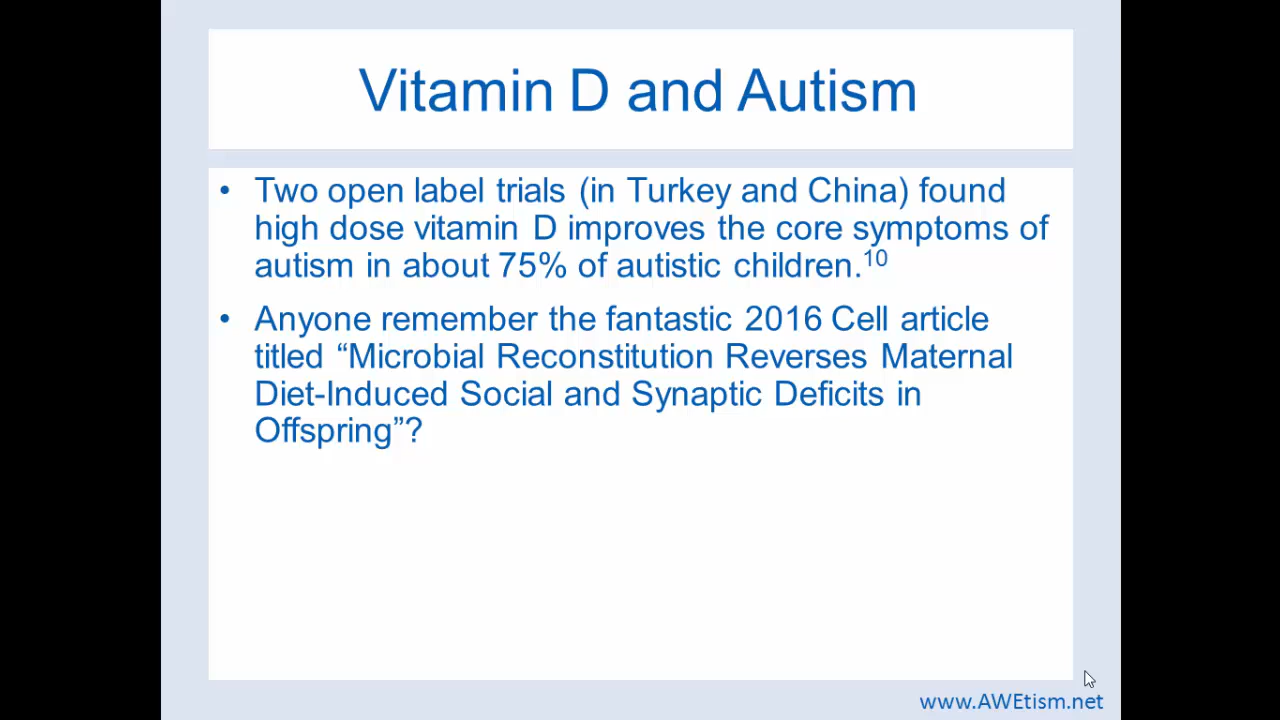 Vitamin D and Autism
• Two open label trials (in Turkey and China) found
high dose vitamin D improves the core symptoms of
autism in about 75% of autistic children.¹⁰
• Anyone remember the fantastic 2016 Cell article
titled “Microbial Reconstitution Reverses Maternal
Diet-Induced Social and Synaptic Deficits in
Offspring”?
www.AWEtism.net